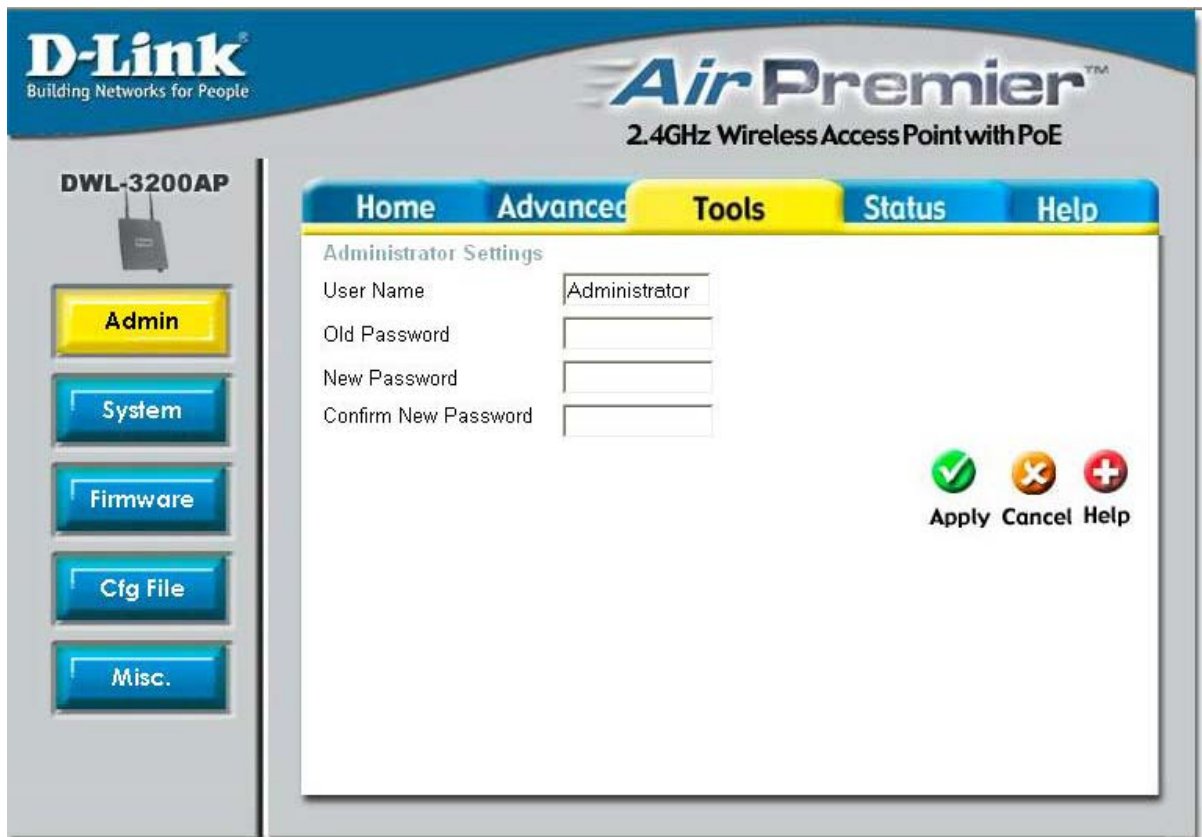 D-Link®
Building Networks for People
AirPremier™
2.4GHz Wireless Access Point with PoE
DWL-3200AP
Home Advanced Tools Status Help
Admin
System
Firmware
Cfg File
Misc.
Administrator Settings
User Name Administrator
Old Password
New Password
Confirm New Password
Apply Cancel Help